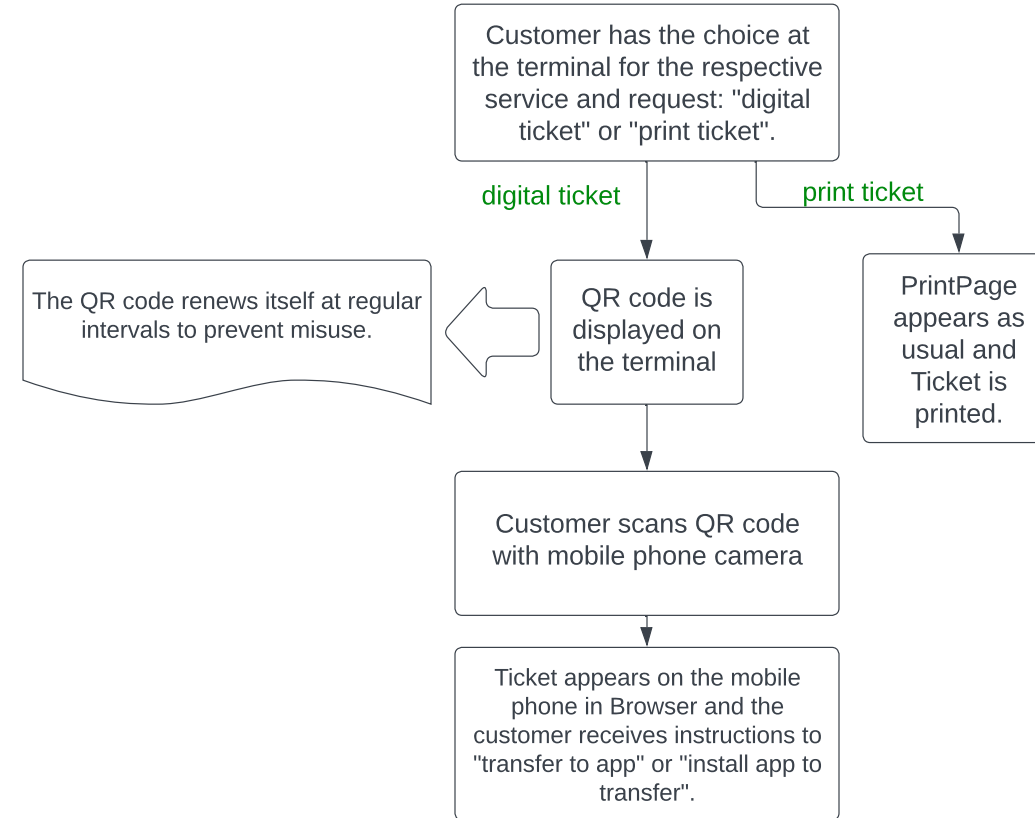 Customer has the choice at
the terminal for the respective
service and request: "digital
ticket" or "print ticket".
digital ticket
print ticket
The QR code renews itself at regular
intervals to prevent misuse.
QR code is
displayed on
the terminal
PrintPage
appears as
usual and
Ticket is
printed.
Customer scans QR code
with mobile phone camera
Ticket appears on the mobile
phone in Browser and the
customer receives instructions to
"transfer to app" or "install app to
transfer".